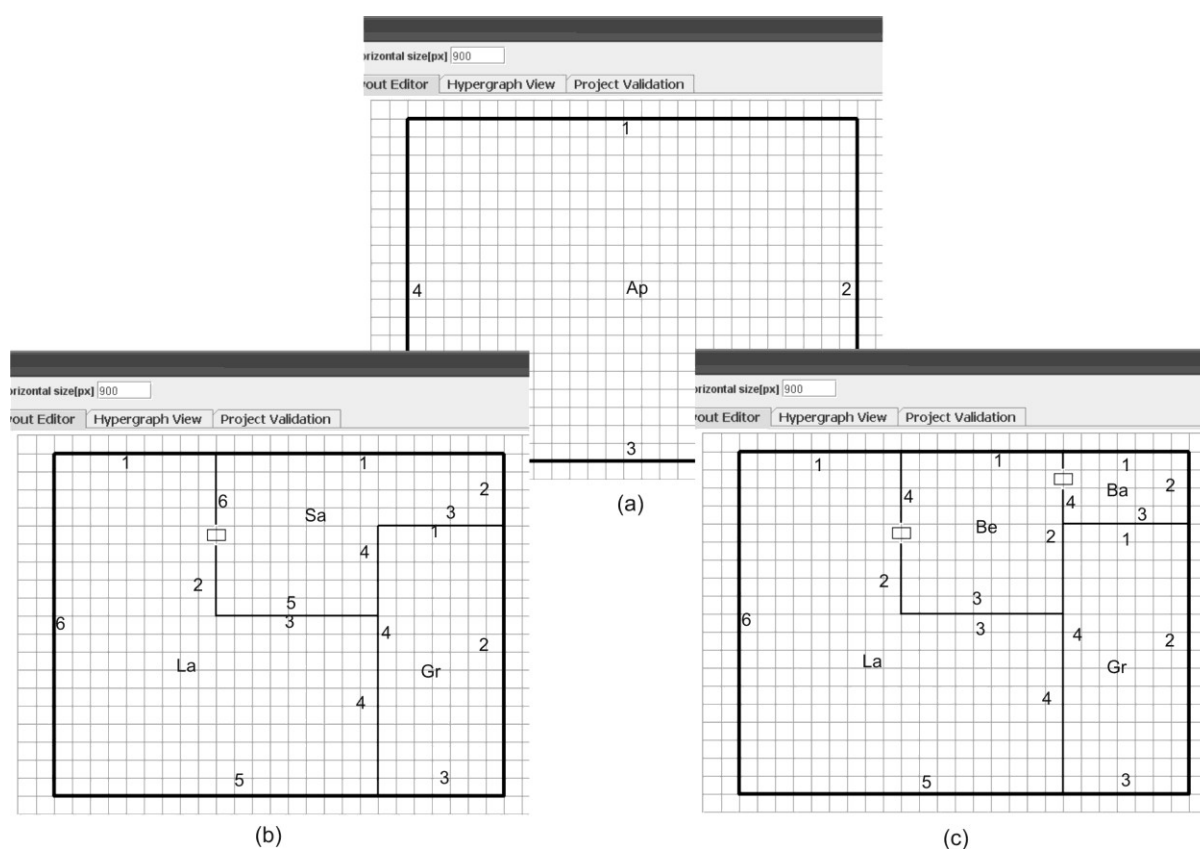 orizontal size[px] 900
yout Editor Hypergraph View Project Validation
1
4 Ap 2
3
(a)
orizontal size[px] 900
yout Editor Hypergraph View Project Validation
1 1
2
6 3
Sa
1
4
2
5
3
6 4 2
La Gr
4
5 3
(b)
orizontal size[px] 900
yout Editor Hypergraph View Project Validation
1 1 1
Ba 2
4 4
3
Be
2 1
2
3
6 3 4 2
La Gr
4
5 3
(c)